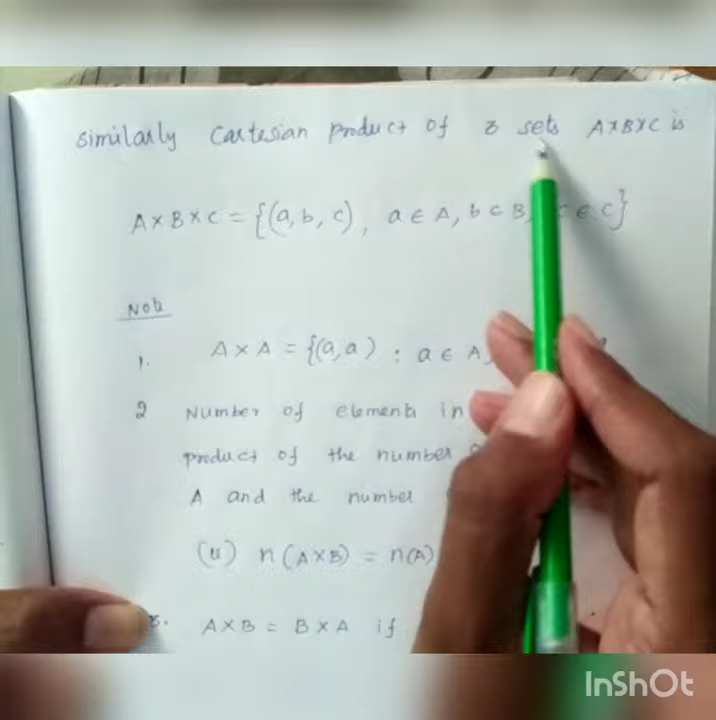 Similarly Cartesian product of 3 sets A×B×C is
A×B×C = {(a, b, c), a ∈ A, b ∈ B, c ∈ C}
Note
1. A×A = {(a, a) : a ∈ A
2 Number of elements in
product of the number
A and the number
(ii) n(A×B) = n(A)
3. A×B = B×A if
InShOt